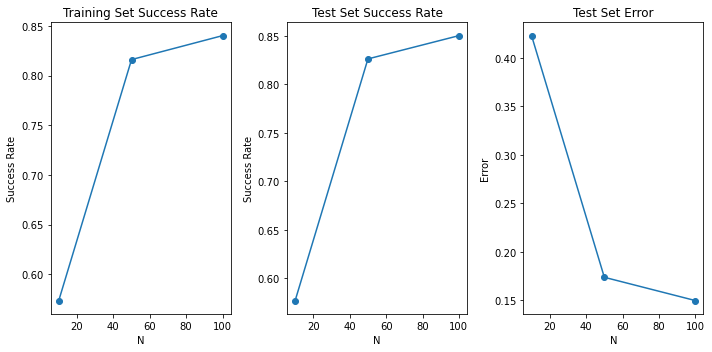 Training Set Success Rate
Success Rate
0.85
0.80
0.75
0.70
0.65
0.60
20 40 60 80 100
N
Test Set Success Rate
Success Rate
0.85
0.80
0.75
0.70
0.65
0.60
20 40 60 80 100
N
Test Set Error
Error
0.40
0.35
0.30
0.25
0.20
0.15
20 40 60 80 100
N